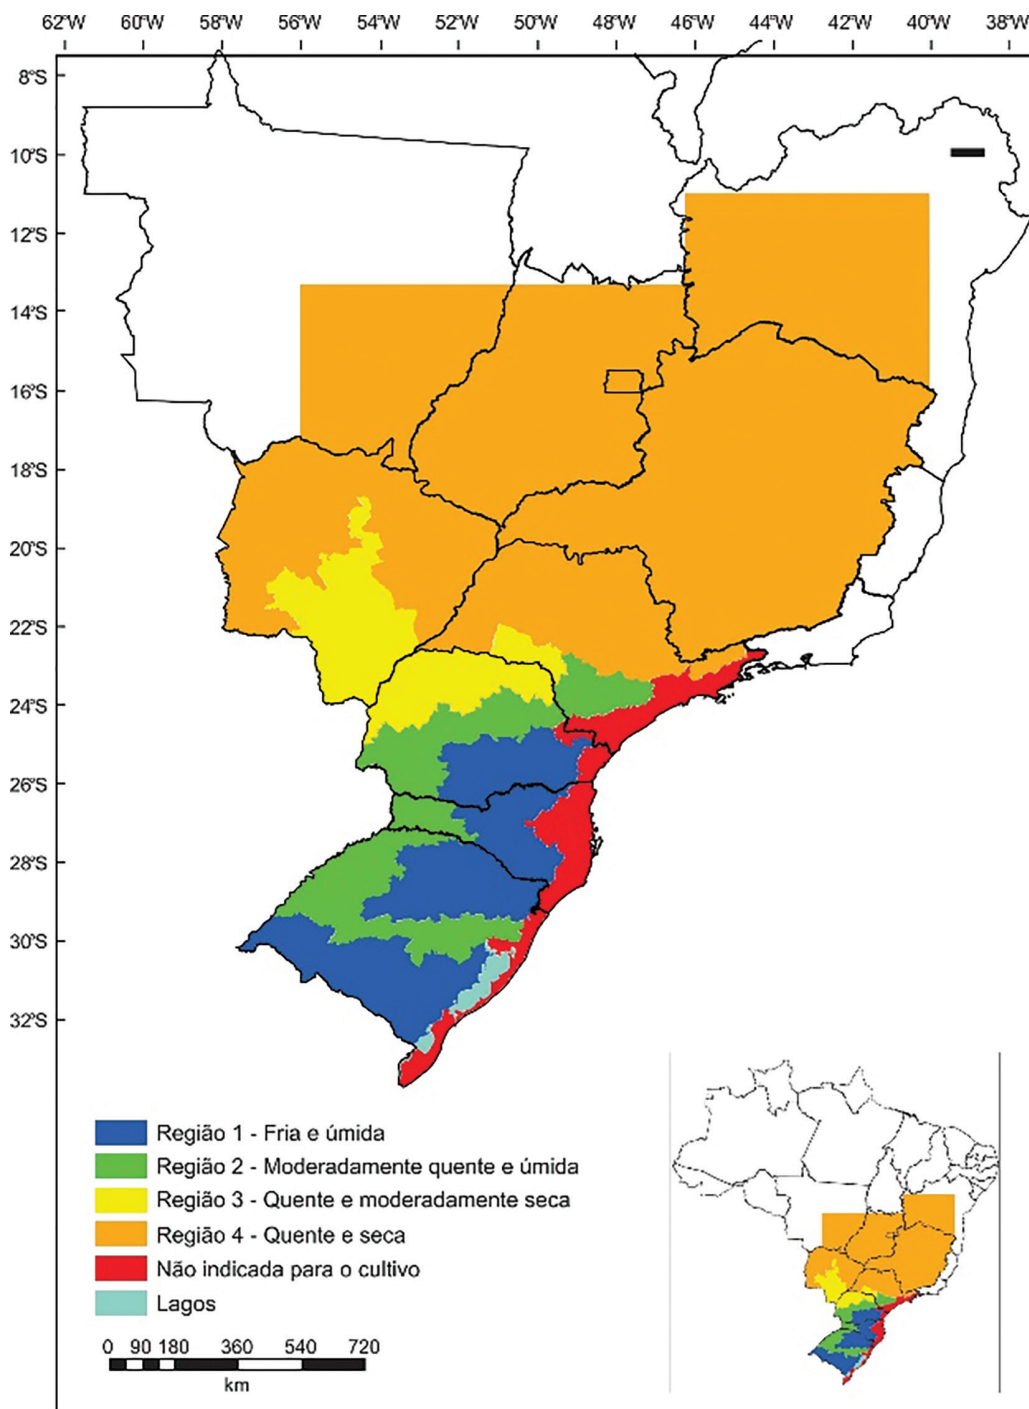 62°W 60°W 58°W 56°W 54°W 52°W 50°W 48°W 46°W 44°W 42°W 40°W 38°W
8°S
10°S
12°S
14°S
16°S
18°S
20°S
22°S
24°S
26°S
28°S
30°S
32°S
Região 1 - Fria e úmida
Região 2 - Moderadamente quente e úmida
Região 3 - Quente e moderadamente seca
Região 4 - Quente e seca
Não indicada para o cultivo
Lagos
0 90 180 360 540 720
km